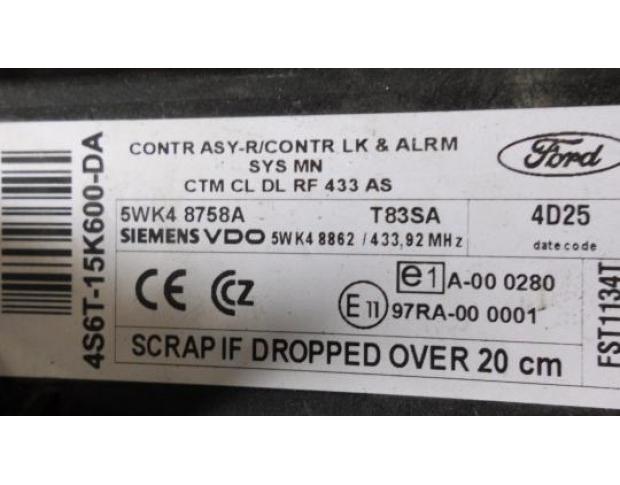 4S6T-15K600-DA
CONTR ASY-R/CONTR LK & ALRM
SYS MN
CTM CL DL RF 433 AS
Ford
5WK4 8758A T83SA 4D25
SIEMENS VDO 5WK4 8862 / 433,92 MHz date code
CE CZ e1 A-00 0280
E11 97RA-00 0001
SCRAP IF DROPPED OVER 20 cm
FST1134T